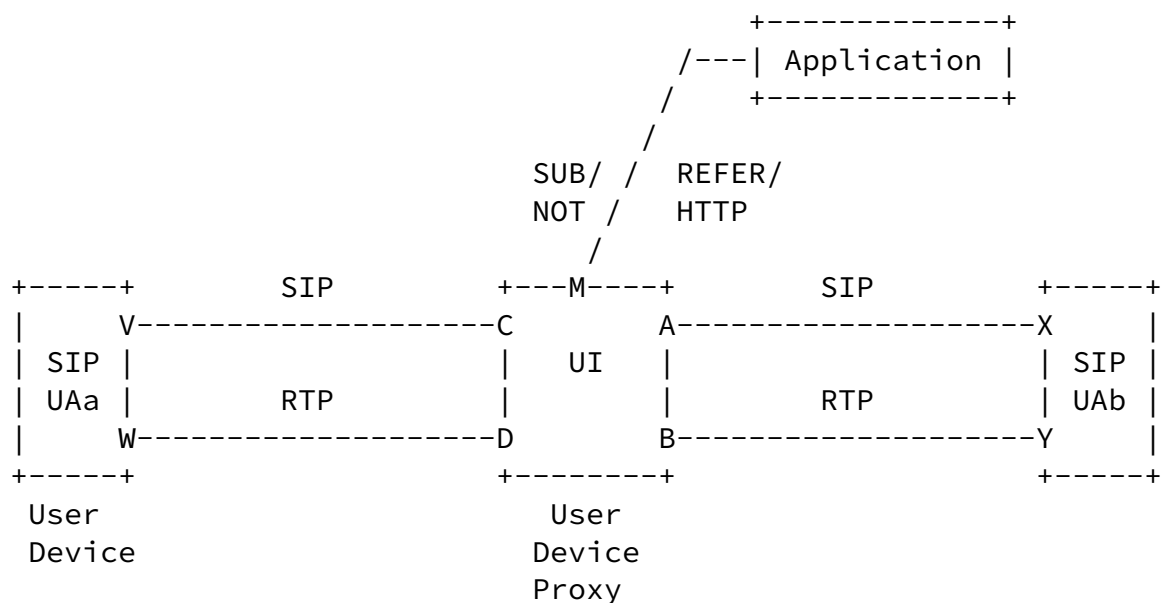 +-------------+
                                     /---| Application |
                                    /    +-------------+
                                   /
                             SUB/ /  REFER/
                             NOT /   HTTP
                                /
+-----+        SIP         +---M----+        SIP         +-----+
|     V--------------------C        A--------------------X     |
| SIP |                    |   UI   |                    | SIP |
| UAa |        RTP         |        |        RTP         | UAb |
|     W--------------------D        B--------------------Y     |
+-----+                    +--------+                    +-----+
 User                         User
 Device                      Device
                             Proxy